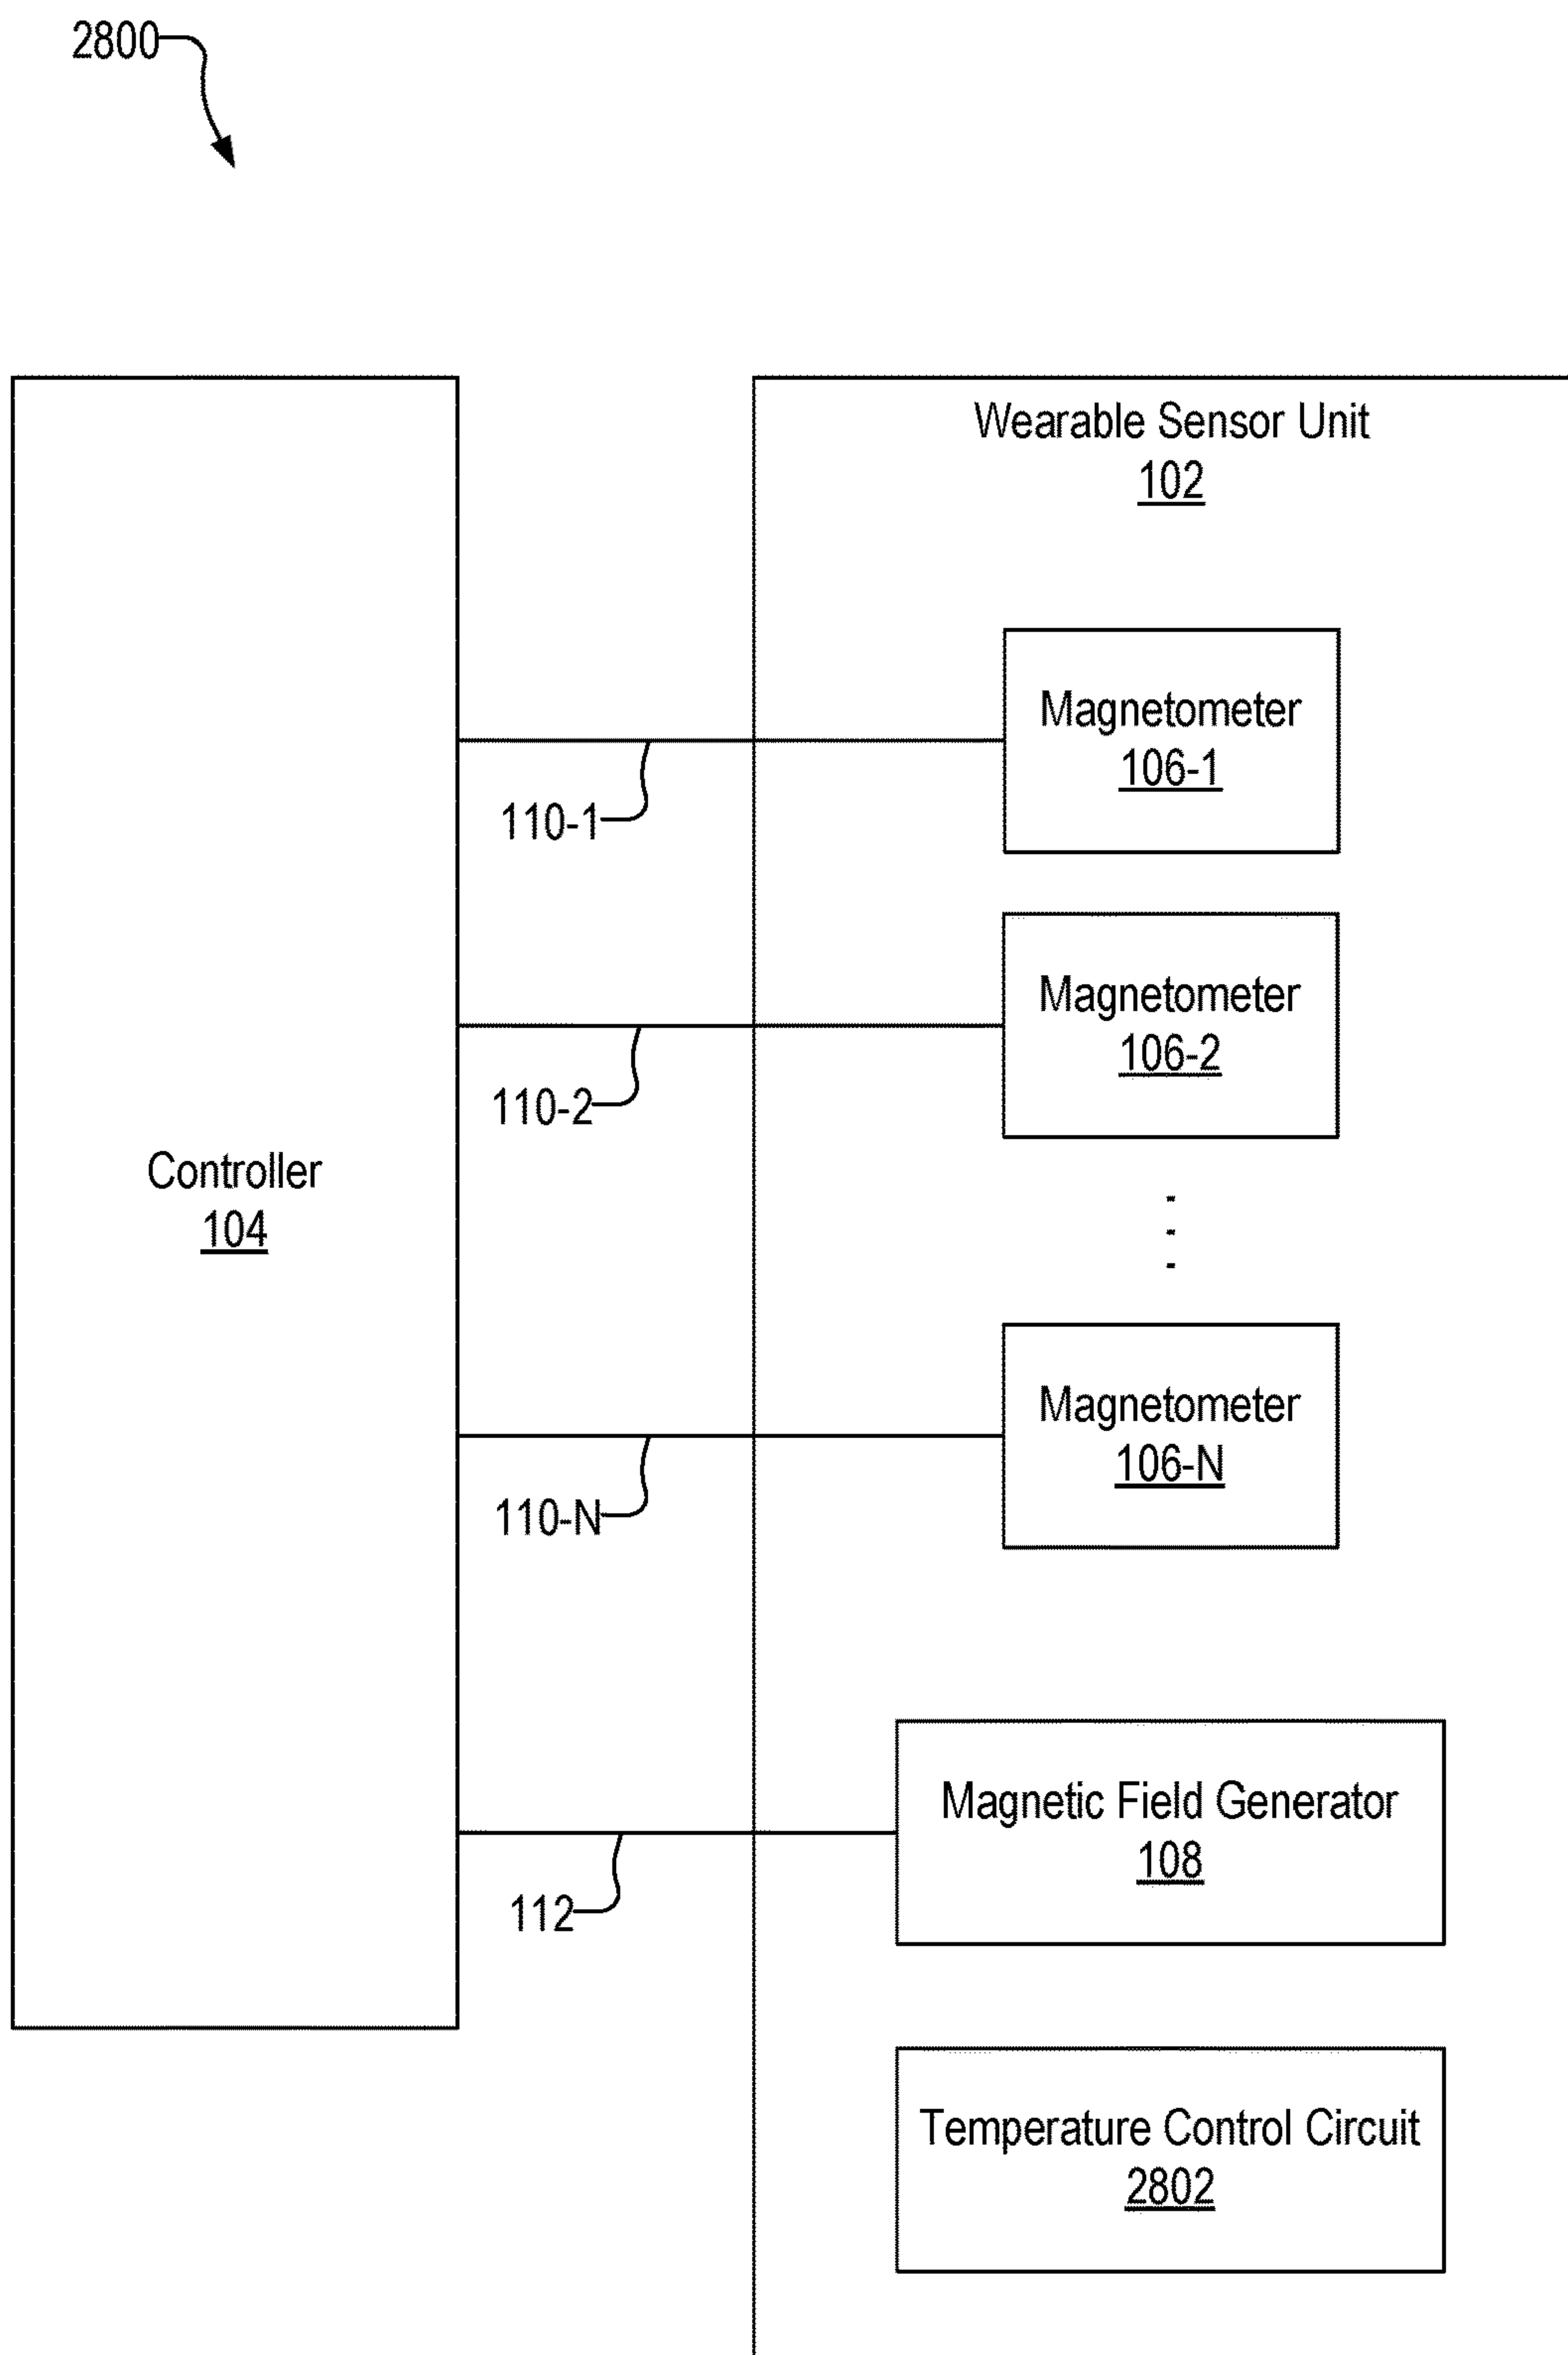 2800
Wearable Sensor Unit
102
Magnetometer
106-1
110-1
Magnetometer
106-2
110-2
Controller
104
Magnetometer
106-N
110-N
Magnetic Field Generator
108
112
Temperature Control Circuit
2802